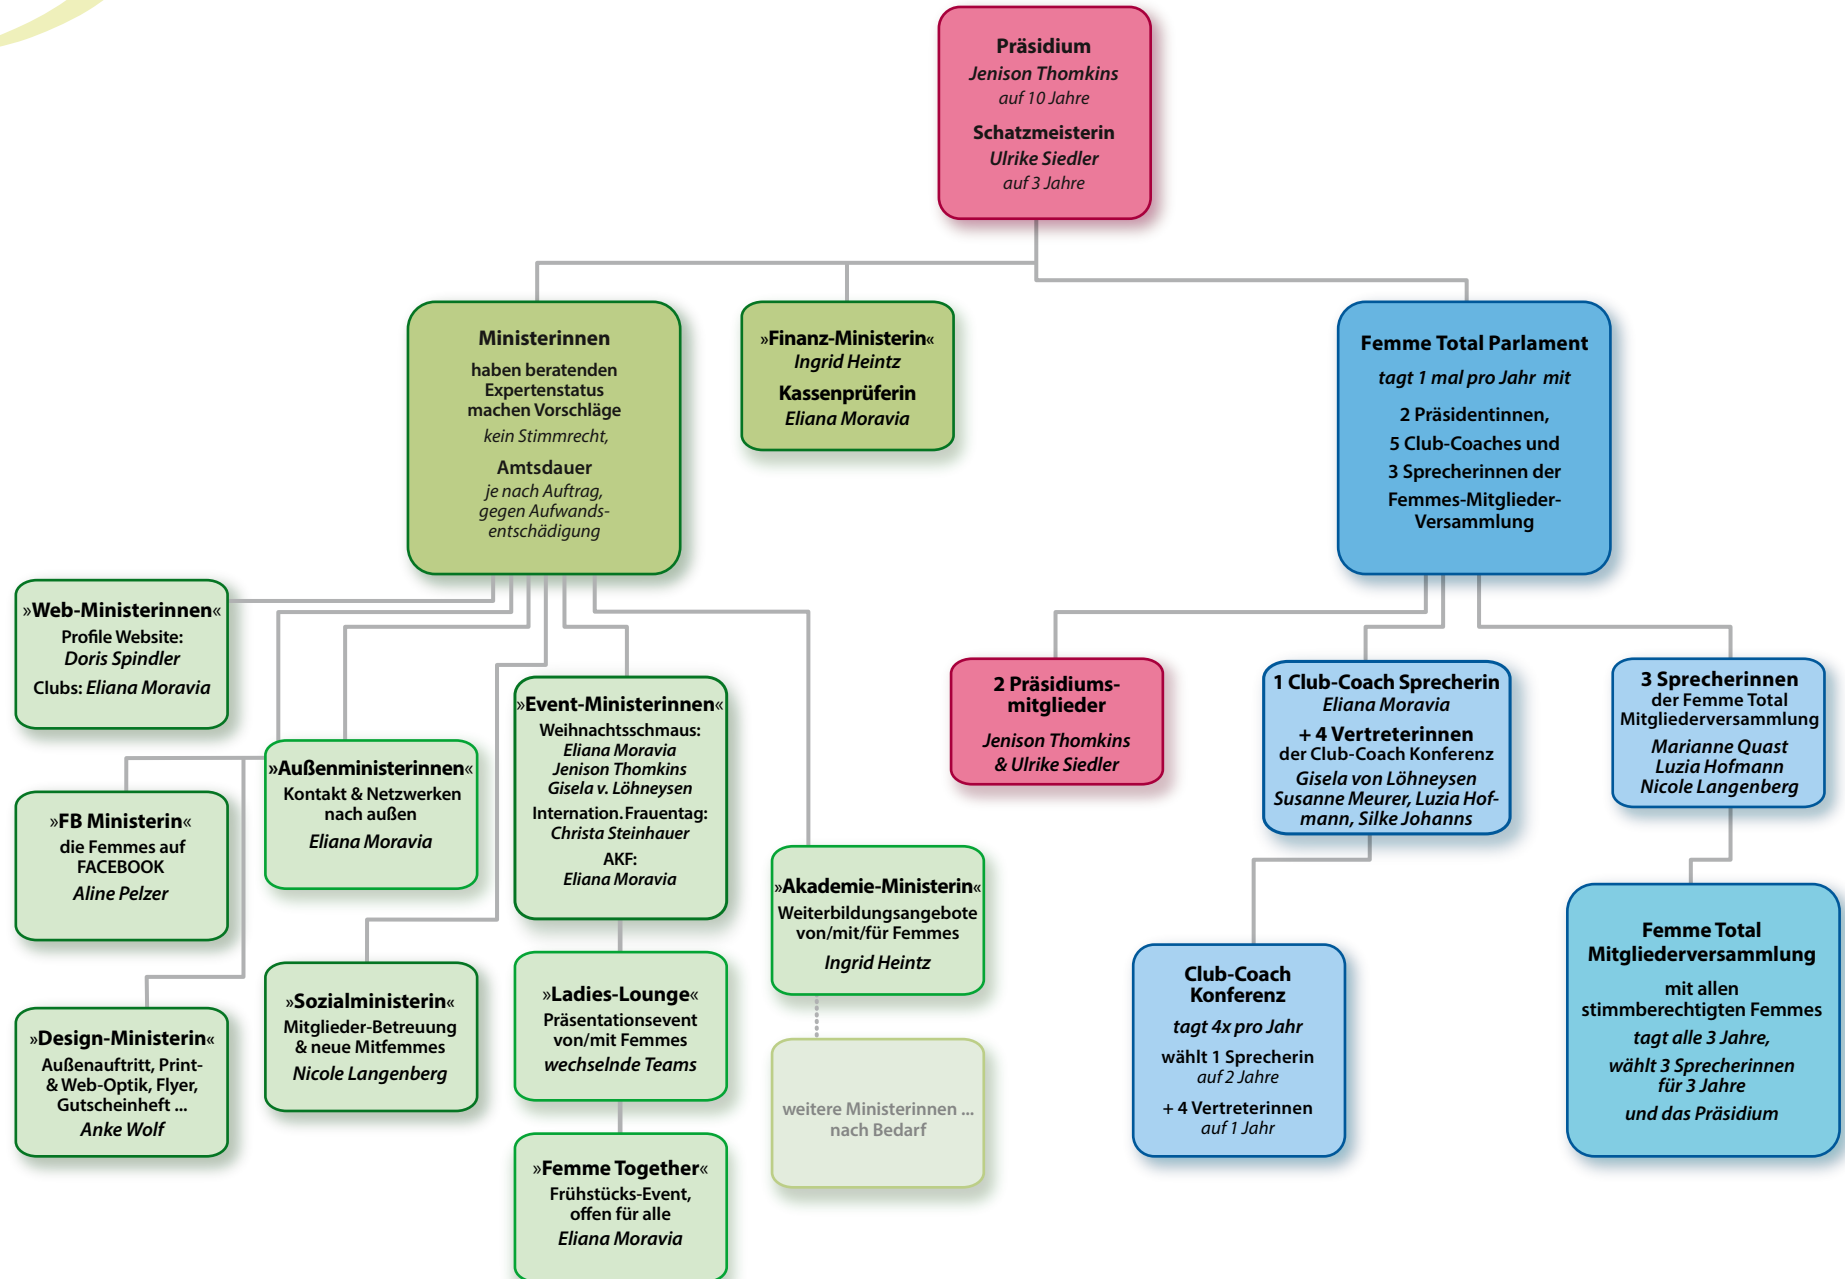 Präsidium
Jenison Thomkins
auf 10 Jahre
Schatzmeisterin
Ulrike Siedler
auf 3 Jahre
Ministerinnen
haben beratenden
Expertenstatus
machen Vorschläge
kein Stimmrecht,
Amtsdauer
je nach Auftrag,
gegen Aufwands-
entschädigung
»Finanz-Ministerin«
Ingrid Heintz
Kassenprüferin
Eliana Moravia
Femme Total Parlament
tagt 1 mal pro Jahr mit
2 Präsidentinnen,
5 Club-Coaches und
3 Sprecherinnen der
Femmes-Mitglieder-
Versammlung
»Web-Ministerinnen«
Profile Website:
Doris Spindler
Clubs: Eliana Moravia
»FB Ministerin«
die Femmes auf
FACEBOOK
Aline Pelzer
»Design-Ministerin«
Außenauftritt, Print-
& Web-Optik, Flyer,
Gutscheinheft ...
Anke Wolf
»Außenministerinnen«
Kontakt & Netzwerken
nach außen
Eliana Moravia
»Sozialministerin«
Mitglieder-Betreuung
& neue Mitfemmes
Nicole Langenberg
»Event-Ministerinnen«
Weihnachtsschmaus:
Eliana Moravia
Jenison Thomkins
Gisela v. Löhneysen
Internation. Frauentag:
Christa Steinhauer
AKF:
Eliana Moravia
»Ladies-Lounge«
Präsentationsevent
von/mit Femmes
wechselnde Teams
»Femme Together«
Frühstücks-Event,
offen für alle
Eliana Moravia
»Akademie-Ministerin«
Weiterbildungsangebote
von/mit/für Femmes
Ingrid Heintz
weitere Ministerinnen ...
nach Bedarf
2 Präsidiums-
mitglieder
Jenison Thomkins
& Ulrike Siedler
1 Club-Coach Sprecherin
Eliana Moravia
+ 4 Vertreterinnen
der Club-Coach Konferenz
Gisela von Löhneysen
Susanne Meurer, Luzia Hof-
mann, Silke Johanns
Club-Coach
Konferenz
tagt 4x pro Jahr
wählt 1 Sprecherin
auf 2 Jahre
+ 4 Vertreterinnen
auf 1 Jahr
3 Sprecherinnen
der Femme Total
Mitgliederversammlung
Marianne Quast
Luzia Hofmann
Nicole Langenberg
Femme Total
Mitgliederversammlung
mit allen
stimmberechtigten Femmes
tagt alle 3 Jahre,
wählt 3 Sprecherinnen
für 3 Jahre
und das Präsidium